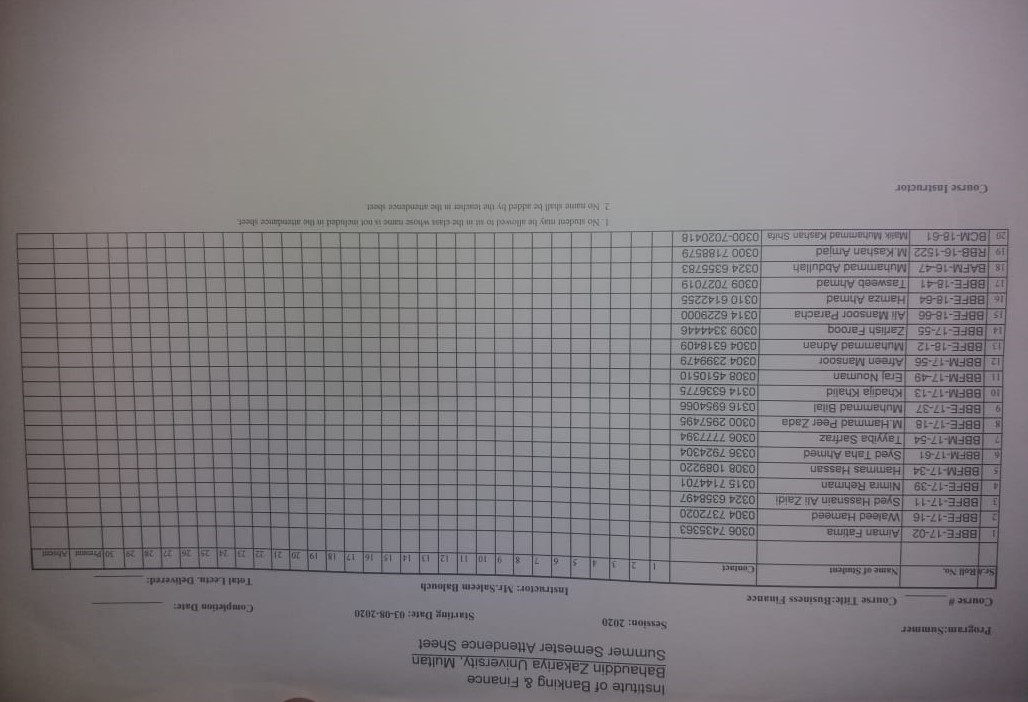 Institute of Banking & Finance
Bahauddin Zakariya University, Multan
Summer Semester Attendence Sheet
Program:Summer Session: 2020 Starting Date: 03-08-2020 Completion Date:
Course # Course Title:Business Finance Instructor: Mr.Saleem Balouch Total Lectu. Delivered:
Sr.# Roll No. Name of Student Contact 1 2 3 4 5 6 7 8 9 10 11 12 13 14 15 16 17 18 19 20 21 22 23 24 25 26 27 28 29 30 Present Absent
1 BBFE-17-02 Aiman Fatima 0306 7435363
2 BBFE-17-16 Waleed Hameed 0304 7372020
3 BBFE-17-11 Syed Hassnain Ali Zaidi 0324 6358497
4 BBFE-17-39 Nimra Rehman 0315 7144701
5 BBFM-17-34 Hammas Hassan 0308 1089220
6 BBFM-17-61 Syed Taha Ahmed 0336 7924304
7 BBFM-17-54 Tayyiba Sarfraz 0306 7777394
8 BBFE-17-18 M.Hammad Peer Zada 0300 2957495
9 BBFE-17-37 Muhammad Bilal 0316 6954066
10 BBFM-17-13 Khadija Khalid 0314 6336775
11 BBFM-17-49 Eraj Nouman 0308 4510510
12 BBFM-17-56 Afreen Mansoor 0304 2399479
13 BBFE-18-12 Muhammad Adnan 0304 6318409
14 BBFE-17-55 Zarish Farooq 0309 3344446
15 BBFE-18-66 Ali Mansoor Paracha 0314 6229000
16 BBFE-18-64 Hamza Ahmad 0310 6142255
17 BBFE-18-41 Tasweeb Ahmad 0309 7027019
18 BAFM-16-47 Muhammad Abdullah 0324 6355783
19 RBB-16-1522 M.Kashan Amjad 0300 7188579
20 BCM-18-61 Malik Muhammad Kashan Shifa 0300-7020418
1. No student may be allowed to sit in the class whose name is not included in the attendance sheet
2. No name shall be added by the teacher in the attendence sheet
Course Instructor